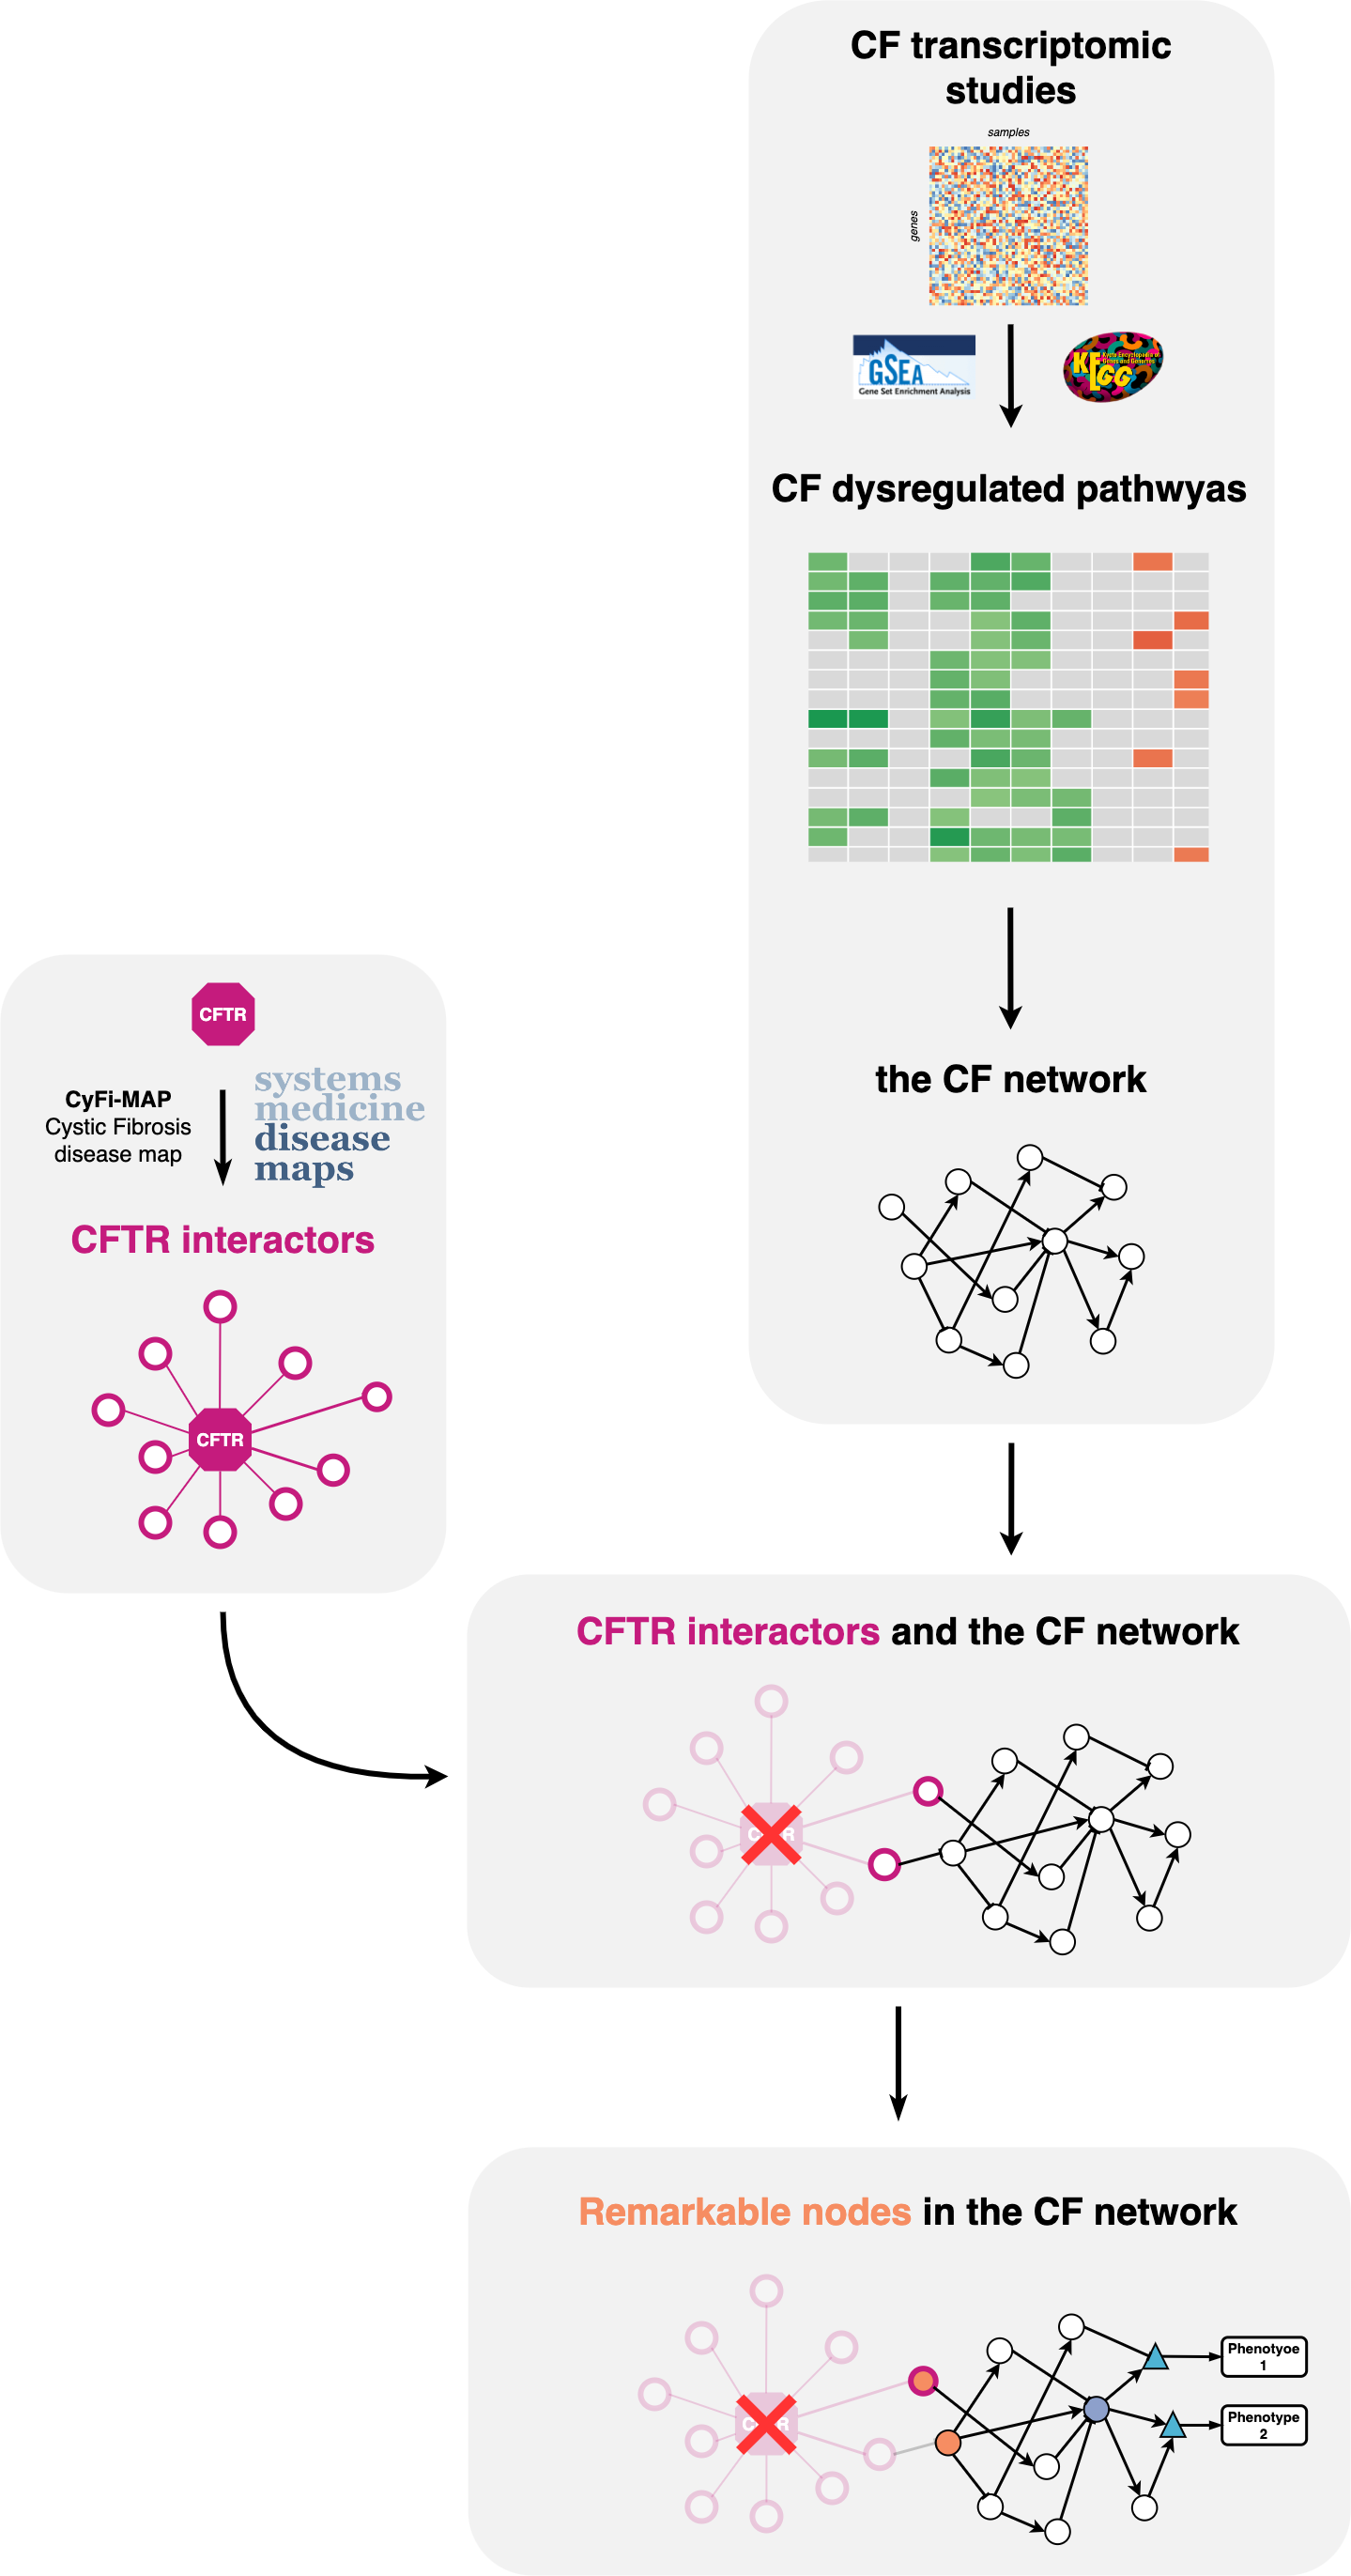 CF transcriptomic
studies
samples
genes
GSEA
Gene Set Enrichment Analysis
KEGG
Kyoto Encyclopedia of
Genes and Genomes
CF dysregulated pathwyas
the CF network
CFTR
CyFi-MAP
Cystic Fibrosis
disease map
systems
medicine
disease
maps
CFTR interactors
CFTR
CFTR interactors and the CF network
Remarkable nodes in the CF network
Phenotyoe
1
Phenotype
2